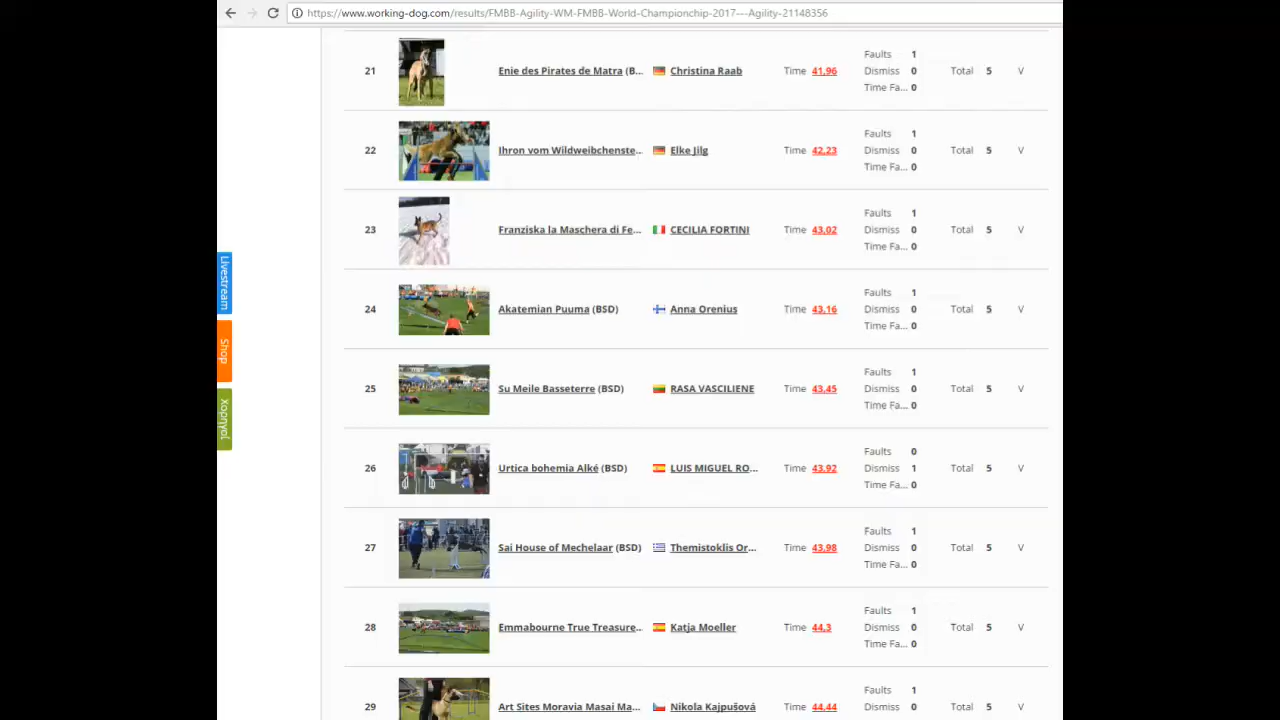 https://www.working-dog.com/results/FMBB-Agility-WM-FMBB-World-Championchip-2017---Agility-21148356
Faults 1
21 Enie des Pirates de Matra (B... Christina Raab Time 41,96 Dismiss 0 Total 5 V
Time Fa... 0
Faults 1
22 Ihron vom Wildweibchenste... Elke Jilg Time 42,23 Dismiss 0 Total 5 V
Time Fa... 0
Faults 1
23 Franziska la Maschera di Fe... CECILIA FORTINI Time 43,02 Dismiss 0 Total 5 V
Time Fa... 0
Livestream
Faults 1
24 Akatemian Puuma (BSD) Anna Orenius Time 43,16 Dismiss 0 Total 5 V
Time Fa... 0
Shop
Faults 1
25 Su Meile Basseterre (BSD) RASA VASCILIENE Time 43,45 Dismiss 0 Total 5 V
Time Fa... 0
Хорпуо!
Faults 0
26 Urtica bohemia Alké (BSD) LUIS MIGUEL RO... Time 43,92 Dismiss 1 Total 5 V
Time Fa... 0
Faults 1
27 Sai House of Mechelaar (BSD) Themistoklis Or... Time 43,98 Dismiss 0 Total 5 V
Time Fa... 0
Faults 1
28 Emmabourne True Treasure... Katja Moeller Time 44,3 Dismiss 0 Total 5 V
Time Fa... 0
Faults 1
29 Art Sites Moravia Masai Ma... Nikola Kajpušová Time 44,44 Dismiss 0 Total 5 V